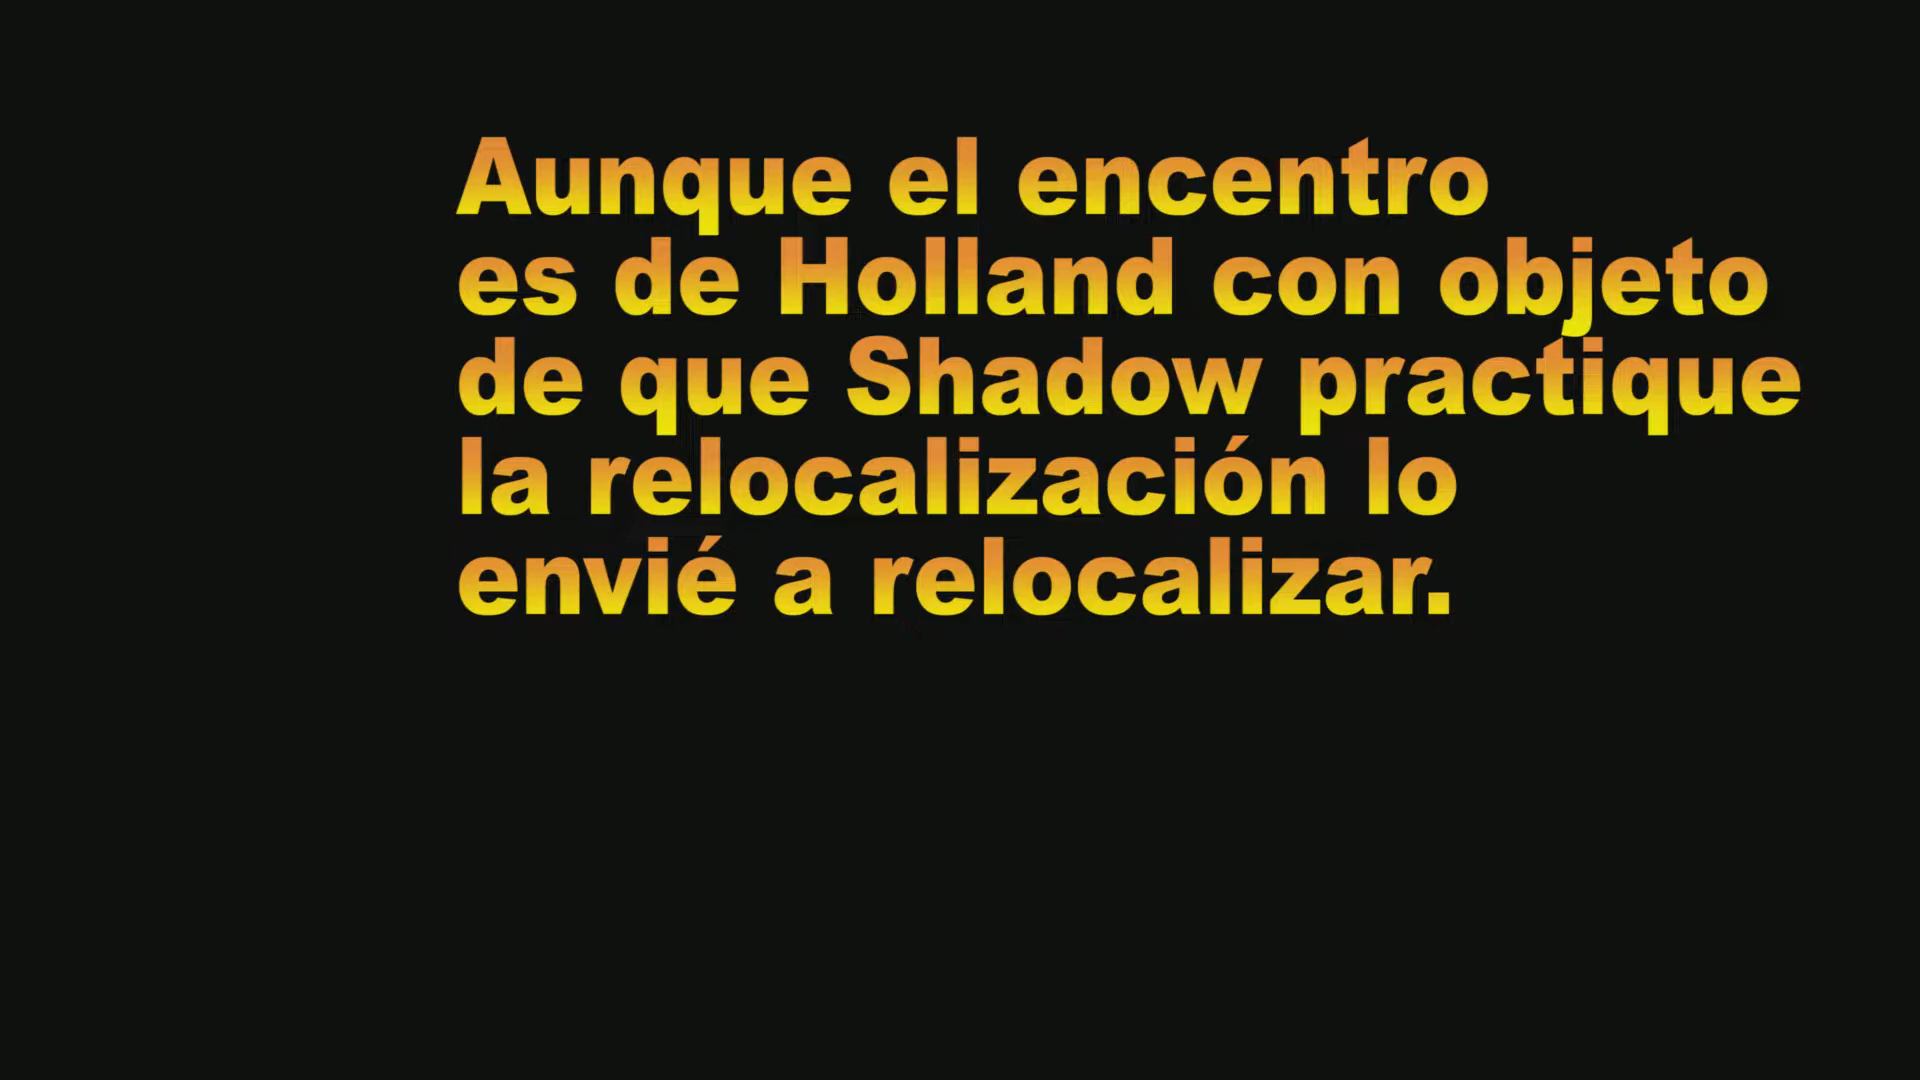 Aunque el encentro
es de Holland con objeto
de que Shadow practique
la relocalización lo
envié a relocalizar.